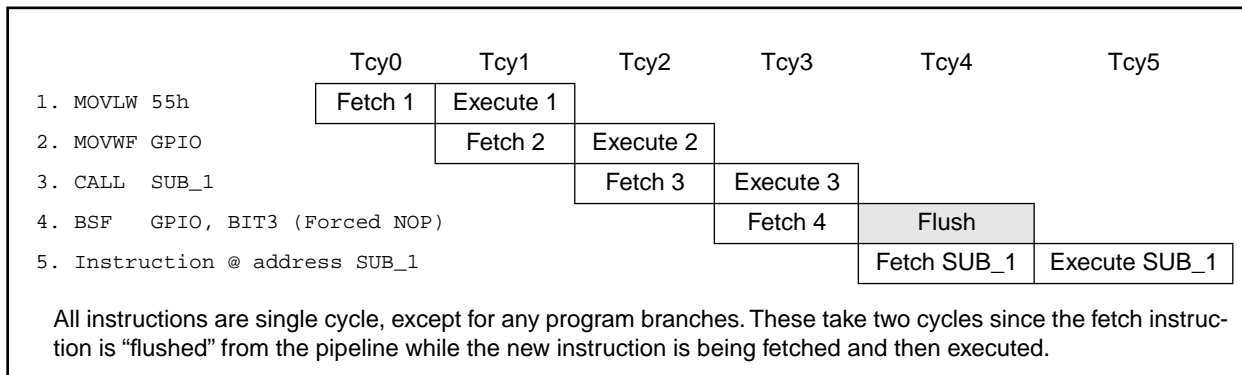 Tcy0 Tcy1 Tcy2 Tcy3 Tcy4 Tcy5
1. MOVLW 55h Fetch 1 Execute 1
2. MOVWF GPIO Fetch 2 Execute 2
3. CALL SUB_1 Fetch 3 Execute 3
4. BSF GPIO, BIT3 (Forced NOP) Fetch 4 Flush
5. Instruction @ address SUB_1 Fetch SUB_1 Execute SUB_1
All instructions are single cycle, except for any program branches. These take two cycles since the fetch instruc-
tion is “flushed” from the pipeline while the new instruction is being fetched and then executed.